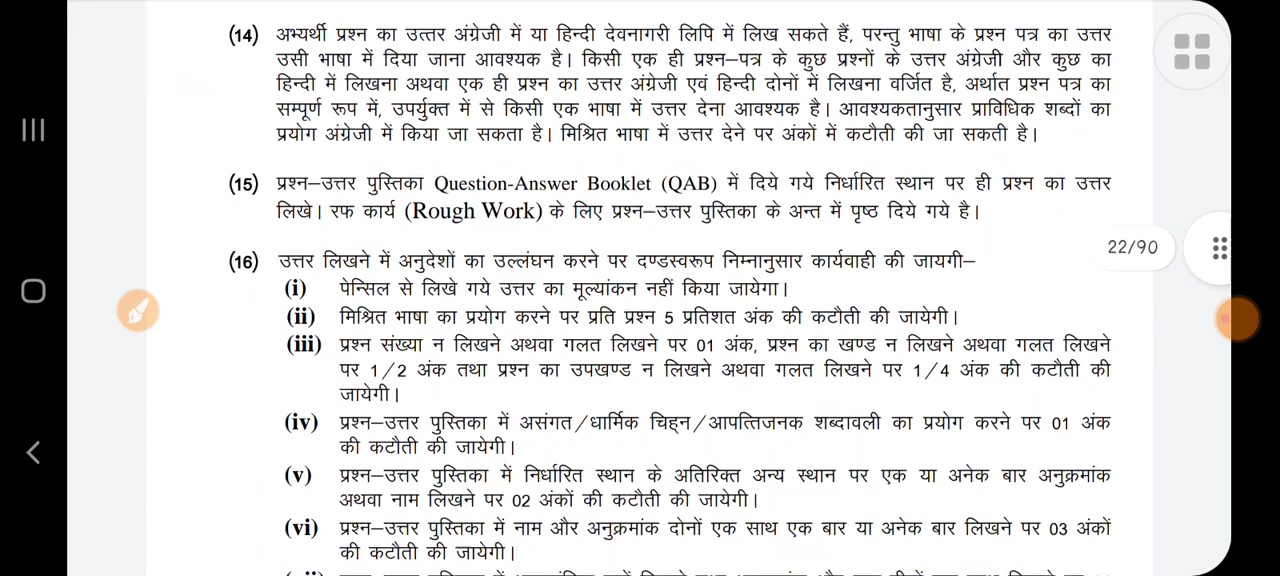 (14) अभ्यर्थी प्रश्न का उत्तर अंग्रेजी में या हिन्दी देवनागरी लिपि में लिख सकते हैं, परन्तु भाषा के प्रश्न पत्र का उत्तर
उसी भाषा में दिया जाना आवश्यक है। किसी एक ही प्रश्न–पत्र के कुछ प्रश्नों के उत्तर अंग्रेजी और कुछ का
हिन्दी में लिखना अथवा एक ही प्रश्न का उत्तर अंग्रेजी एवं हिन्दी दोनों में लिखना वर्जित है, अर्थात प्रश्न पत्र का
सम्पूर्ण रूप में, उपर्युक्त में से किसी एक भाषा में उत्तर देना आवश्यक है। आवश्यकतानुसार प्राविधिक शब्दों का
प्रयोग अंग्रेजी में किया जा सकता है। मिश्रित भाषा में उत्तर देने पर अंकों में कटौती की जा सकती है।
(15) प्रश्न–उत्तर पुस्तिका Question-Answer Booklet (QAB) में दिये गये निर्धारित स्थान पर ही प्रश्न का उत्तर
लिखे। रफ कार्य (Rough Work) के लिए प्रश्न–उत्तर पुस्तिका के अन्त में पृष्ठ दिये गये है।
22/90
(16) उत्तर लिखने में अनुदेशों का उल्लंघन करने पर दण्डस्वरूप निम्नानुसार कार्यवाही की जायगी–
(i) पेन्सिल से लिखे गये उत्तर का मूल्यांकन नहीं किया जायेगा।
(ii) मिश्रित भाषा का प्रयोग करने पर प्रति प्रश्न 5 प्रतिशत अंक की कटौती की जायेगी।
(iii) प्रश्न संख्या न लिखने अथवा गलत लिखने पर 01 अंक, प्रश्न का खण्ड न लिखने अथवा गलत लिखने
पर 1/2 अंक तथा प्रश्न का उपखण्ड न लिखने अथवा गलत लिखने पर 1/4 अंक की कटौती की
जायेगी।
(iv) प्रश्न–उत्तर पुस्तिका में असंगत/धार्मिक चिह्न/आपत्तिजनक शब्दावली का प्रयोग करने पर 01 अंक
की कटौती की जायेगी।
(v) प्रश्न–उत्तर पुस्तिका में निर्धारित स्थान के अतिरिक्त अन्य स्थान पर एक या अनेक बार अनुक्रमांक
अथवा नाम लिखने पर 02 अंकों की कटौती की जायेगी।
(vi) प्रश्न–उत्तर पुस्तिका में नाम और अनुक्रमांक दोनों एक साथ एक बार या अनेक बार लिखने पर 03 अंकों
की कटौती की जायेगी।